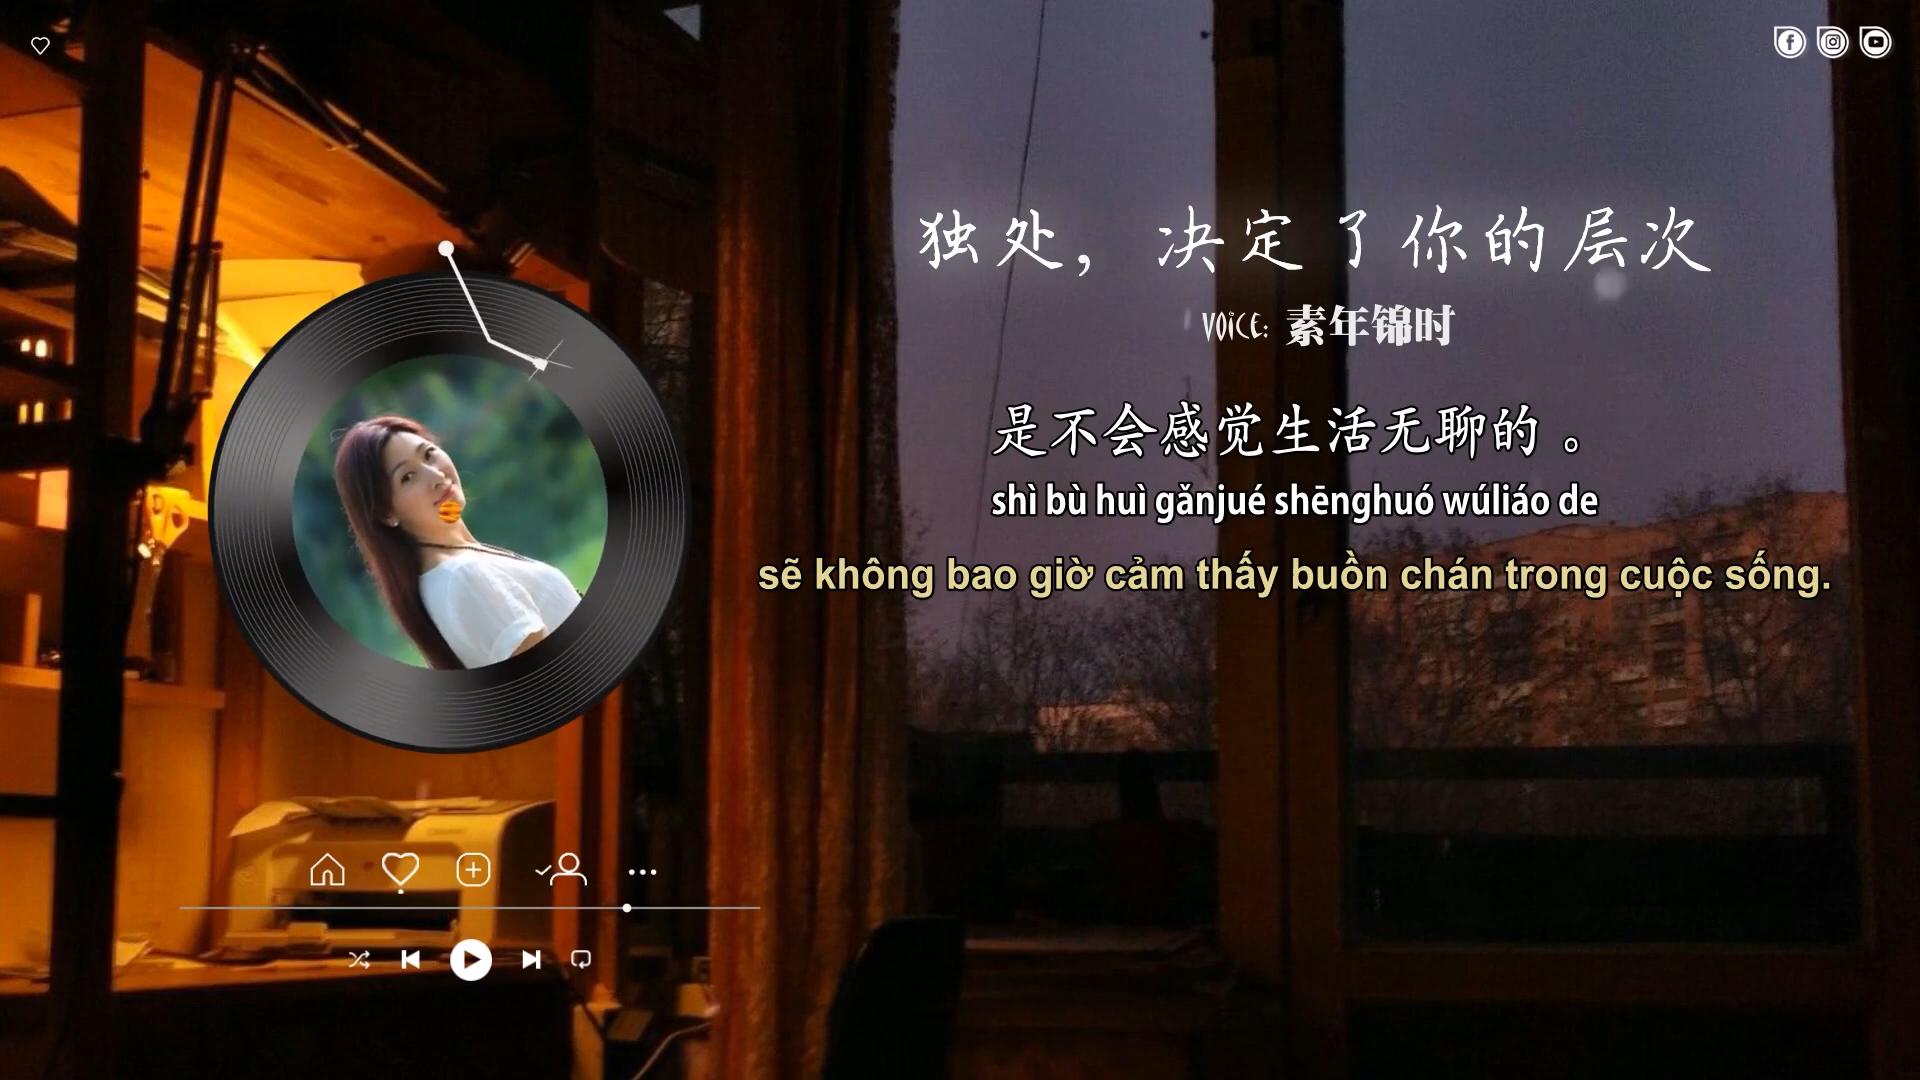 独处，决定了你的层次
VOICE: 素年锦时
是不会感觉生活无聊的。
shì bù huì gǎnjué shēnghuó wúliáo de
sẽ không bao giờ cảm thấy buồn chán trong cuộc sống.